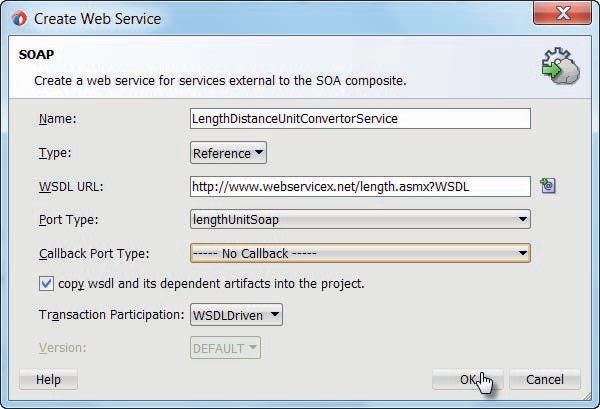 Create Web Service
SOAP
Create a web service for services external to the SOA composite.
Name: LengthDistanceUnitConvertorService
Type: Reference
WSDL URL: http://www.webservicex.net/length.asmx?WSDL
Port Type: lengthUnitSoap
Callback Port Type: ----- No Callback -----
copy wsdl and its dependent artifacts into the project.
Transaction Participation: WSDLDriven
Version: DEFAULT
Help OK Cancel